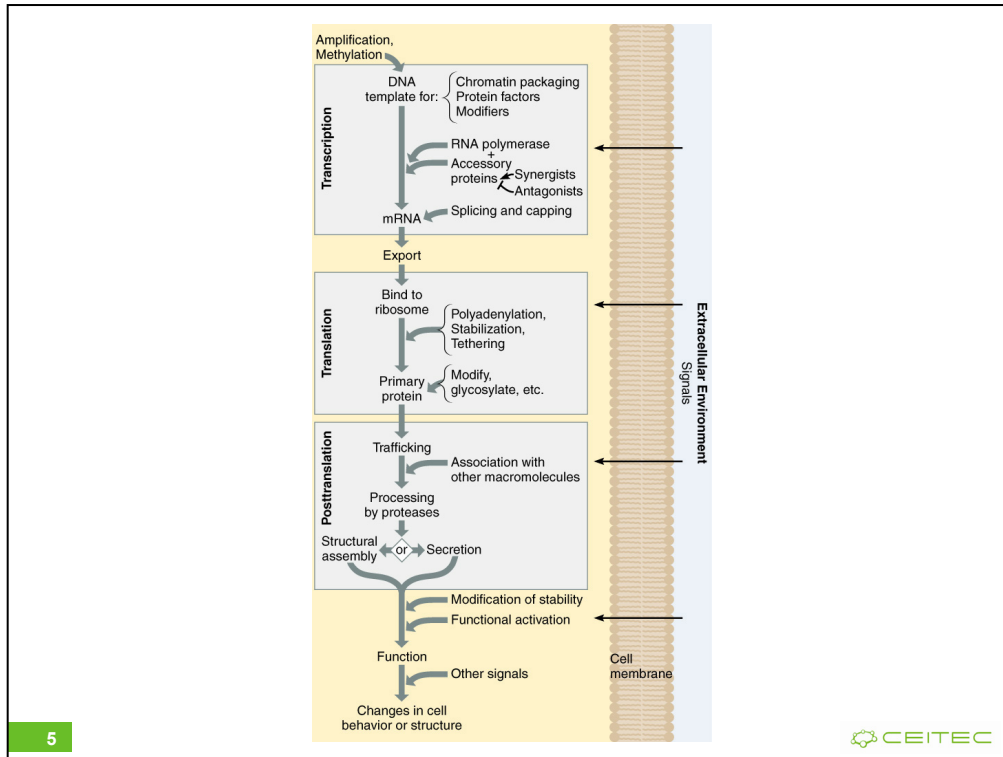 Amplification,
Methylation
Transcription
DNA
template for:
Chromatin packaging
Protein factors
Modifiers
RNA polymerase
+
Accessory
proteins
Synergists
Antagonists
mRNA
Splicing and capping
Export
Translation
Bind to
ribosome
Polyadenylation,
Stabilization,
Tethering
Primary
protein
Modify,
glycosylate, etc.
Posttranslation
Trafficking
Association with
other macromolecules
Processing
by proteases
Structural
assembly
or
Secretion
Modification of stability
Functional activation
Function
Other signals
Changes in cell
behavior or structure
Cell
membrane
Extracellular Environment
Signals
5
CEITEC